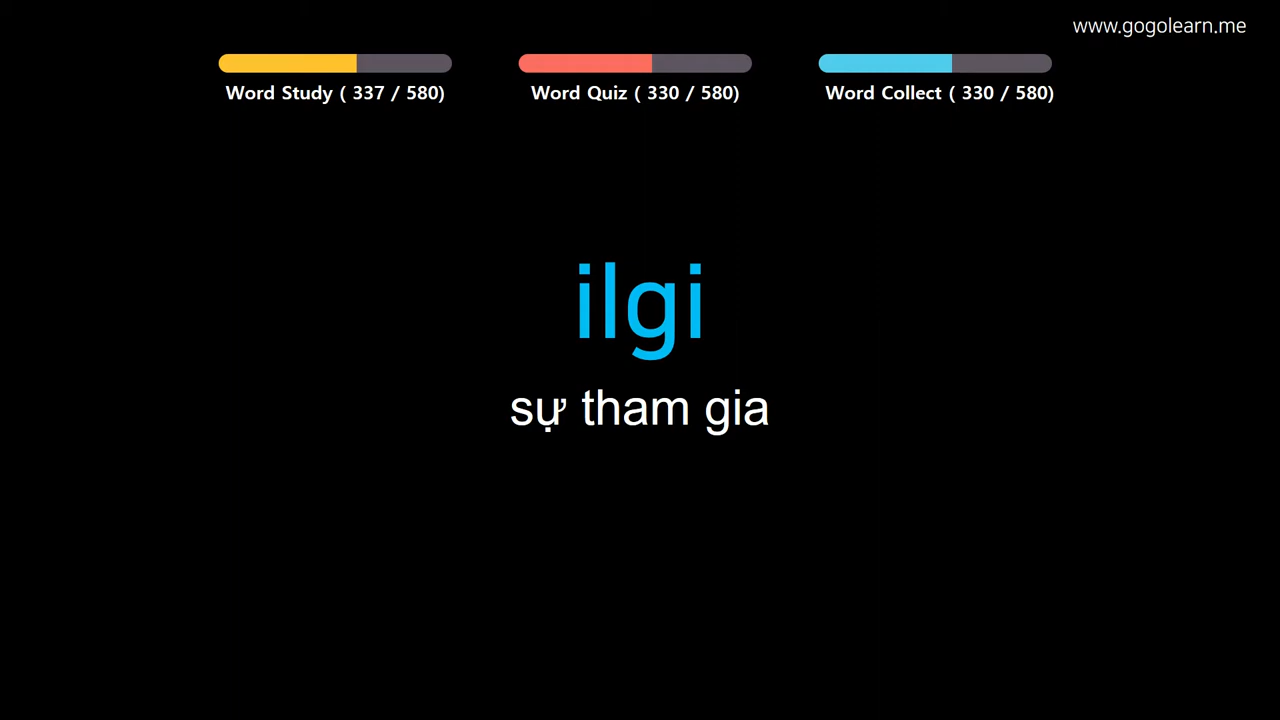 www.gogolearn.me
Word Study ( 337 / 580)
Word Quiz ( 330 / 580)
Word Collect ( 330 / 580)
ilgi
sự tham gia